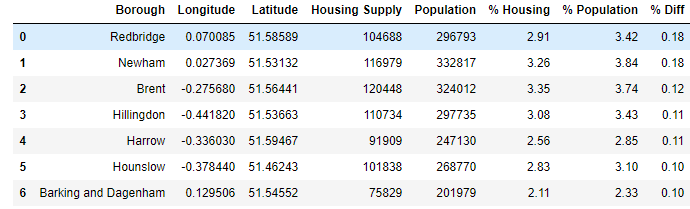 Borough Longitude Latitude Housing Supply Population % Housing % Population % Diff
0 Redbridge 0.070085 51.58589 104688 296793 2.91 3.42 0.18
1 Newham 0.027369 51.53132 116979 332817 3.26 3.84 0.18
2 Brent -0.275680 51.56441 120448 324012 3.35 3.74 0.12
3 Hillingdon -0.441820 51.53663 110734 297735 3.08 3.43 0.11
4 Harrow -0.336030 51.59467 91909 247130 2.56 2.85 0.11
5 Hounslow -0.378440 51.46243 101838 268770 2.83 3.10 0.10
6 Barking and Dagenham 0.129506 51.54552 75829 201979 2.11 2.33 0.10